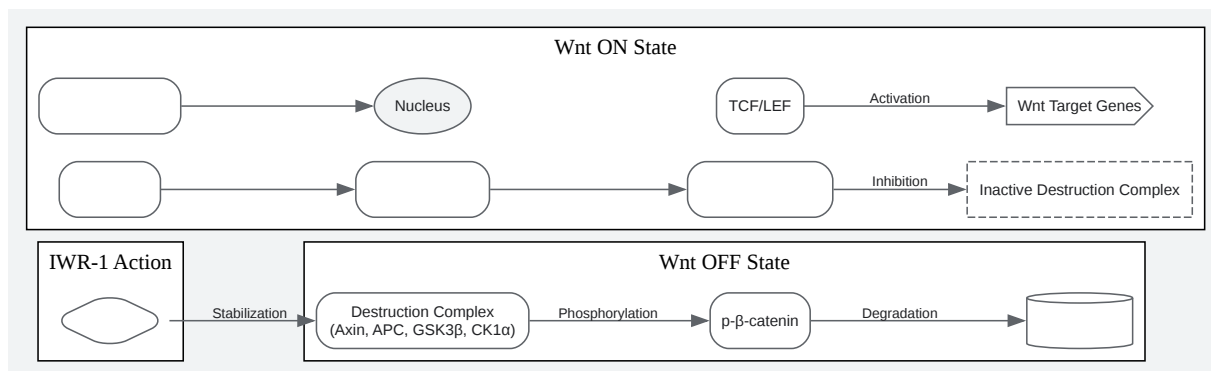 Wnt ON State
Nucleus
TCF/LEF
Activation
Wnt Target Genes
Inhibition
Inactive Destruction Complex
IWR-1 Action
Wnt OFF State
Stabilization
Destruction Complex
(Axin, APC, GSK3β, CK1α)
Phosphorylation
p-β-catenin
Degradation